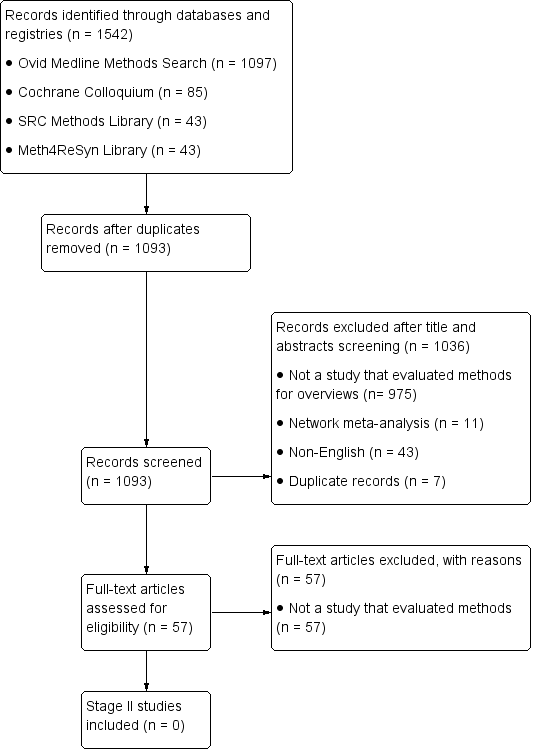 Records identified through databases and
registries (n = 1542)
● Ovid Medline Methods Search (n = 1097)
● Cochrane Colloquium (n = 85)
● SRC Methods Library (n = 43)
● Meth4ReSyn Library (n = 43)
Records after duplicates
removed (n = 1093)
Records excluded after title and
abstracts screening (n = 1036)
● Not a study that evaluated methods
for overviews (n= 975)
● Network meta-analysis (n = 11)
● Non-English (n = 43)
● Duplicate records (n = 7)
Records screened
(n = 1093)
Full-text articles excluded, with reasons
(n = 57)
● Not a study that evaluated methods
(n = 57)
Full-text articles
assessed for
eligibility (n = 57)
Stage II studies
included (n = 0)